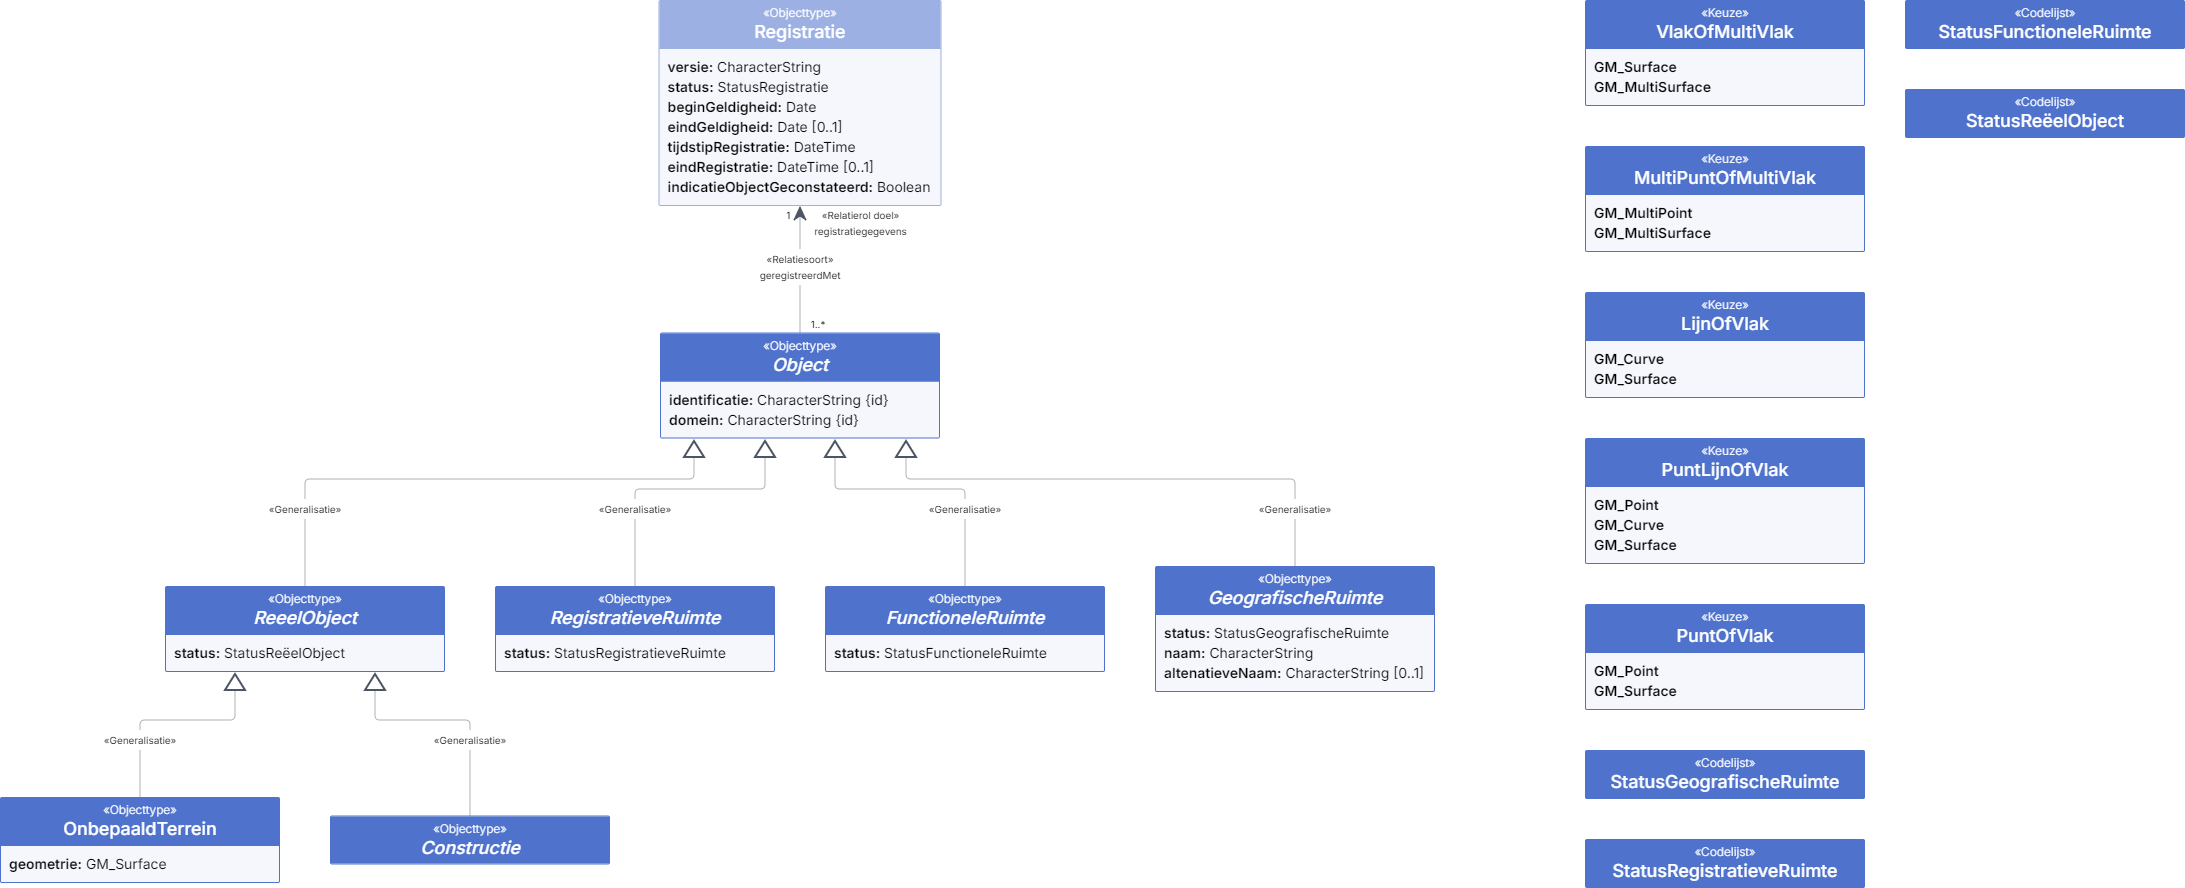 «Objecttype»
Registratie
versie: CharacterString
status: StatusRegistratie
beginGeldigheid: Date
eindGeldigheid: Date [0..1]
tijdstipRegistratie: DateTime
eindRegistratie: DateTime [0..1]
indicatieObjectGeconstateerd: Boolean
1
«Relatierol doel»
registratiegegevens
«Relatiesoort»
geregistreerdMet
1..*
«Objecttype»
Object
identificatie: CharacterString {id}
domein: CharacterString {id}
«Generalisatie»
«Generalisatie»
«Generalisatie»
«Generalisatie»
«Objecttype»
ReeelObject
status: StatusReëelObject
«Objecttype»
RegistratieveRuimte
status: StatusRegistratieveRuimte
«Objecttype»
FunctioneleRuimte
status: StatusFunctioneleRuimte
«Objecttype»
GeografischeRuimte
status: StatusGeografischeRuimte
naam: CharacterString
altenatieveNaam: CharacterString [0..1]
«Generalisatie»
«Generalisatie»
«Objecttype»
OnbepaaldTerrein
geometrie: GM_Surface
«Objecttype»
Constructie
«Keuze»
VlakOfMultiVlak
GM_Surface
GM_MultiSurface
«Keuze»
MultiPuntOfMultiVlak
GM_MultiPoint
GM_MultiSurface
«Keuze»
LijnOfVlak
GM_Curve
GM_Surface
«Keuze»
PuntLijnOfVlak
GM_Point
GM_Curve
GM_Surface
«Keuze»
PuntOfVlak
GM_Point
GM_Surface
«Codelijst»
StatusGeografischeRuimte
«Codelijst»
StatusRegistratieveRuimte
«Codelijst»
StatusFunctioneleRuimte
«Codelijst»
StatusReëelObject